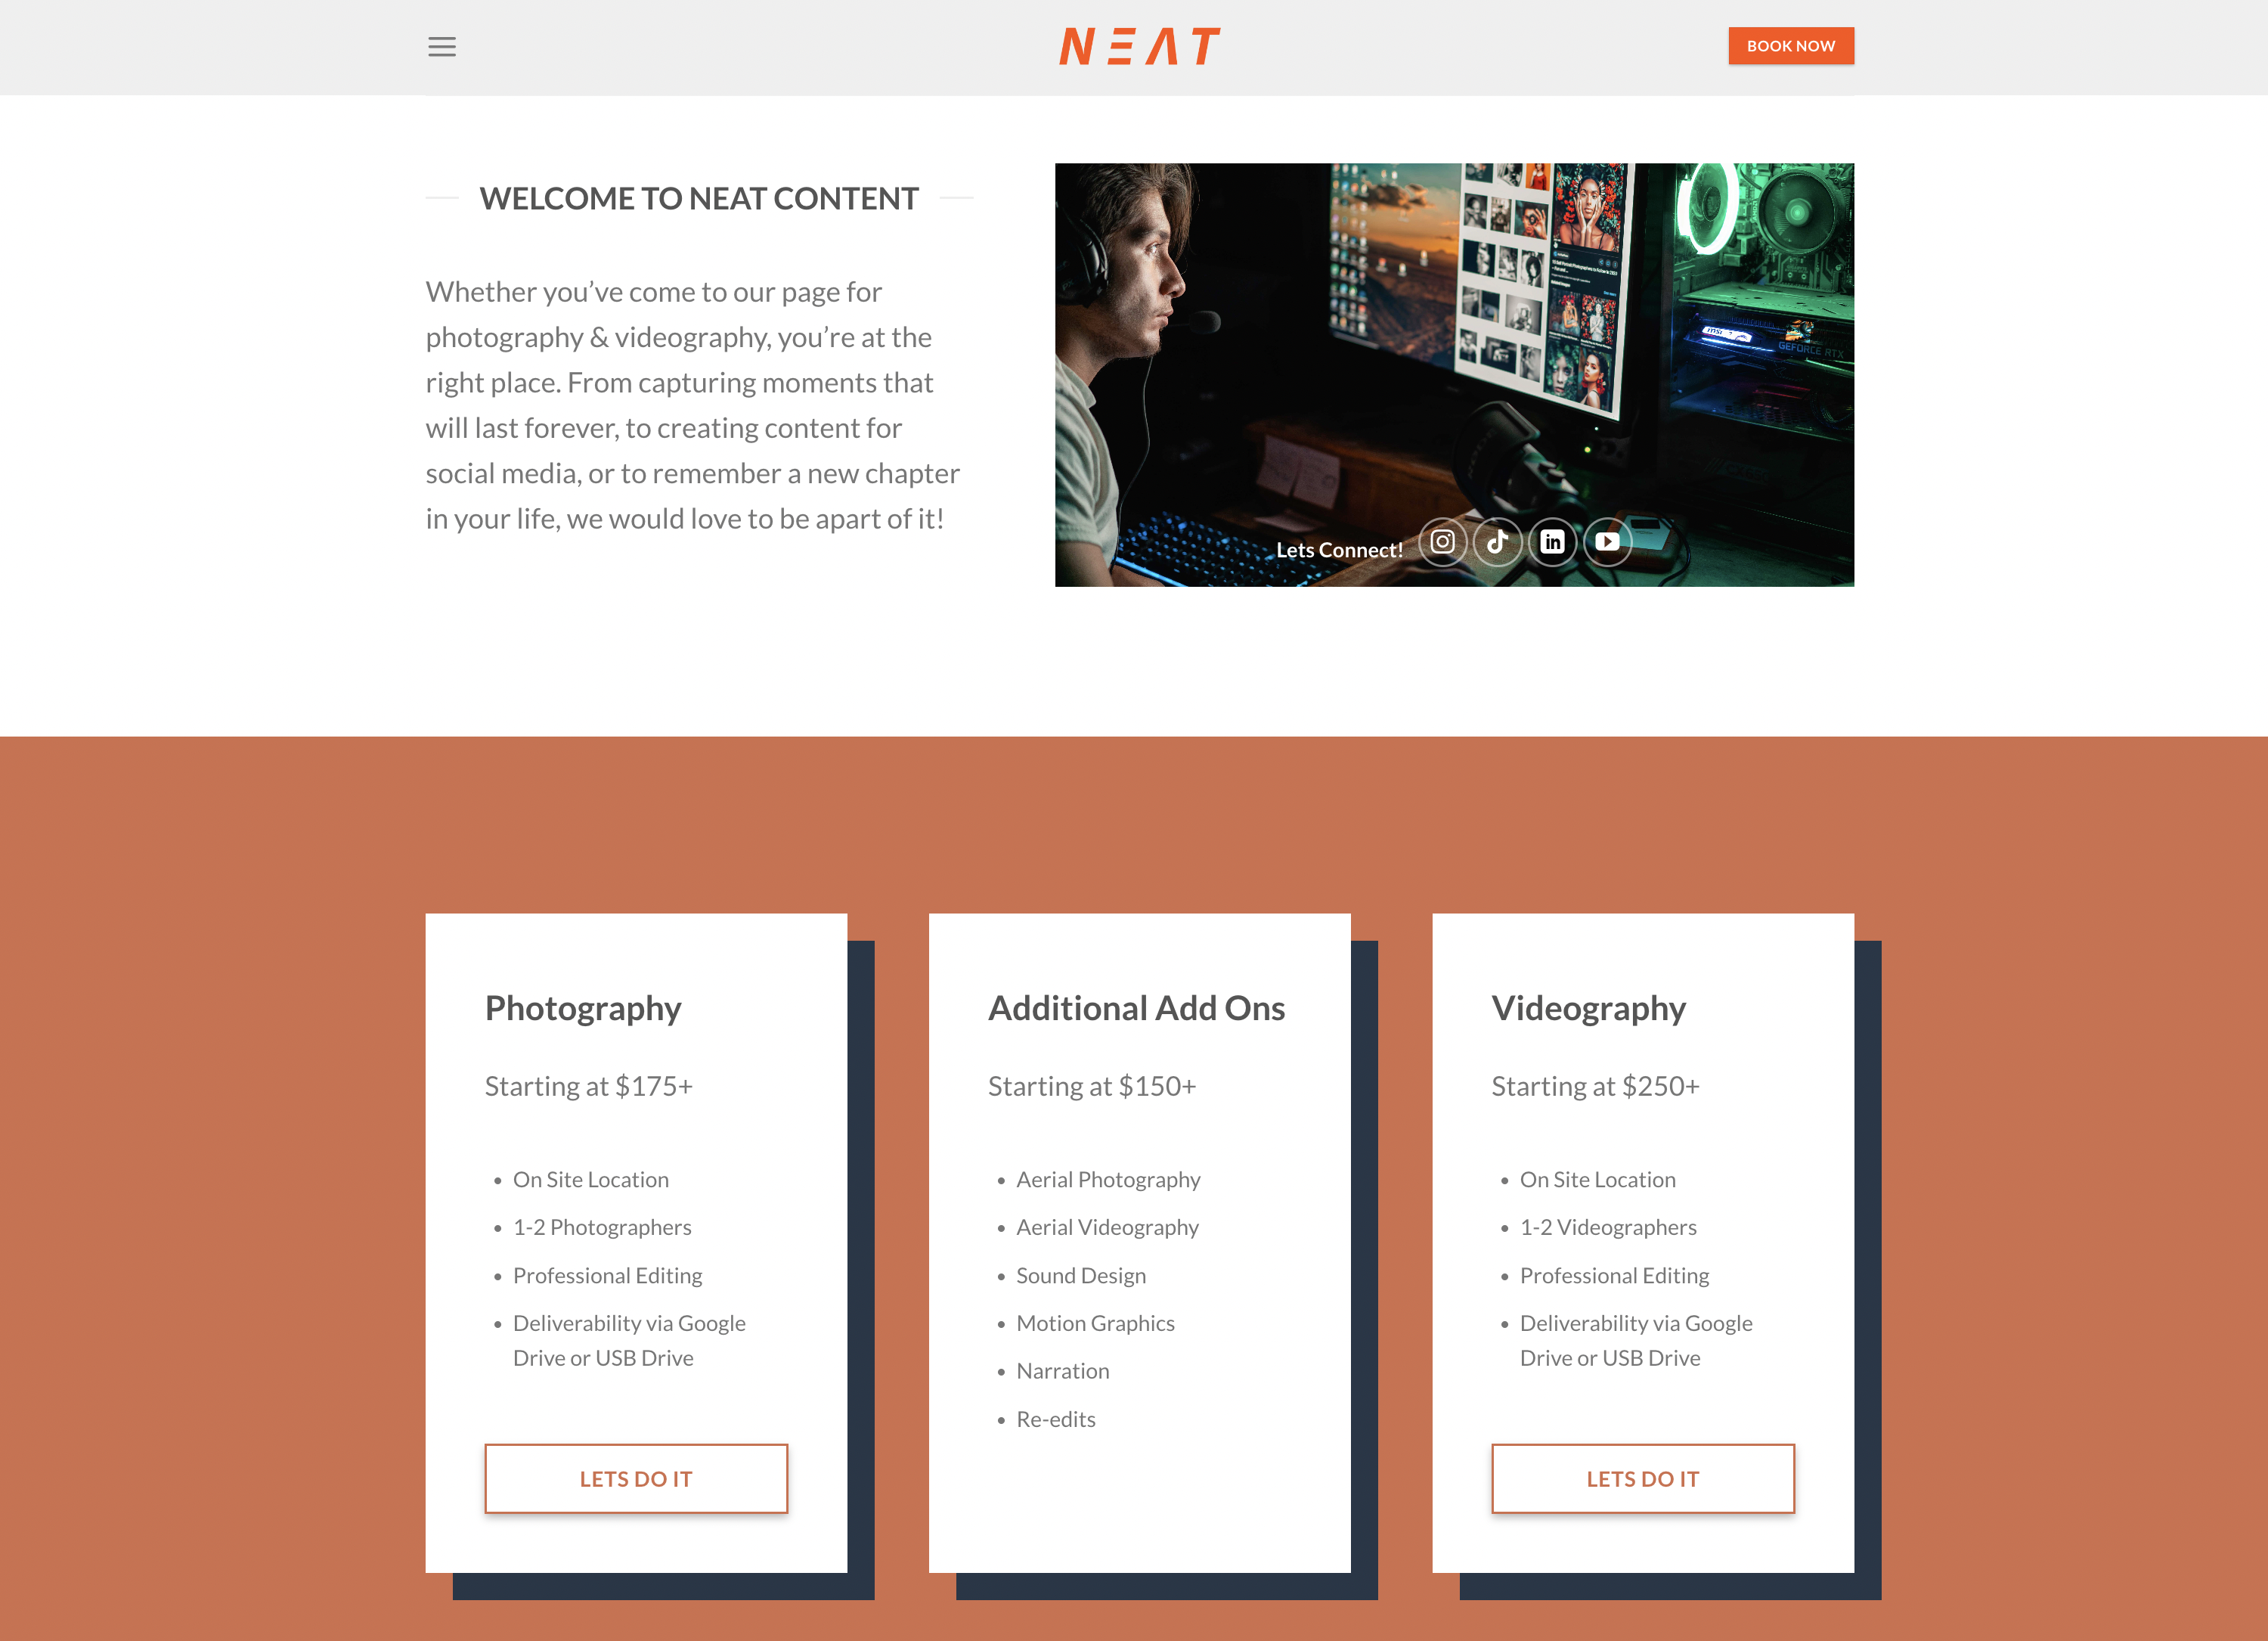 NEAT
BOOK NOW
WELCOME TO NEAT CONTENT
Whether you’ve come to our page for
photography & videography, you’re at the
right place. From capturing moments that
will last forever, to creating content for
social media, or to remember a new chapter
in your life, we would love to be apart of it!
msi
GEFORCE RTX
Lets Connect!
Photography
Starting at $175+
On Site Location
1-2 Photographers
Professional Editing
Deliverability via Google
Drive or USB Drive
LETS DO IT
Additional Add Ons
Starting at $150+
Aerial Photography
Aerial Videography
Sound Design
Motion Graphics
Narration
Re-edits
Videography
Starting at $250+
On Site Location
1-2 Videographers
Professional Editing
Deliverability via Google
Drive or USB Drive
LETS DO IT